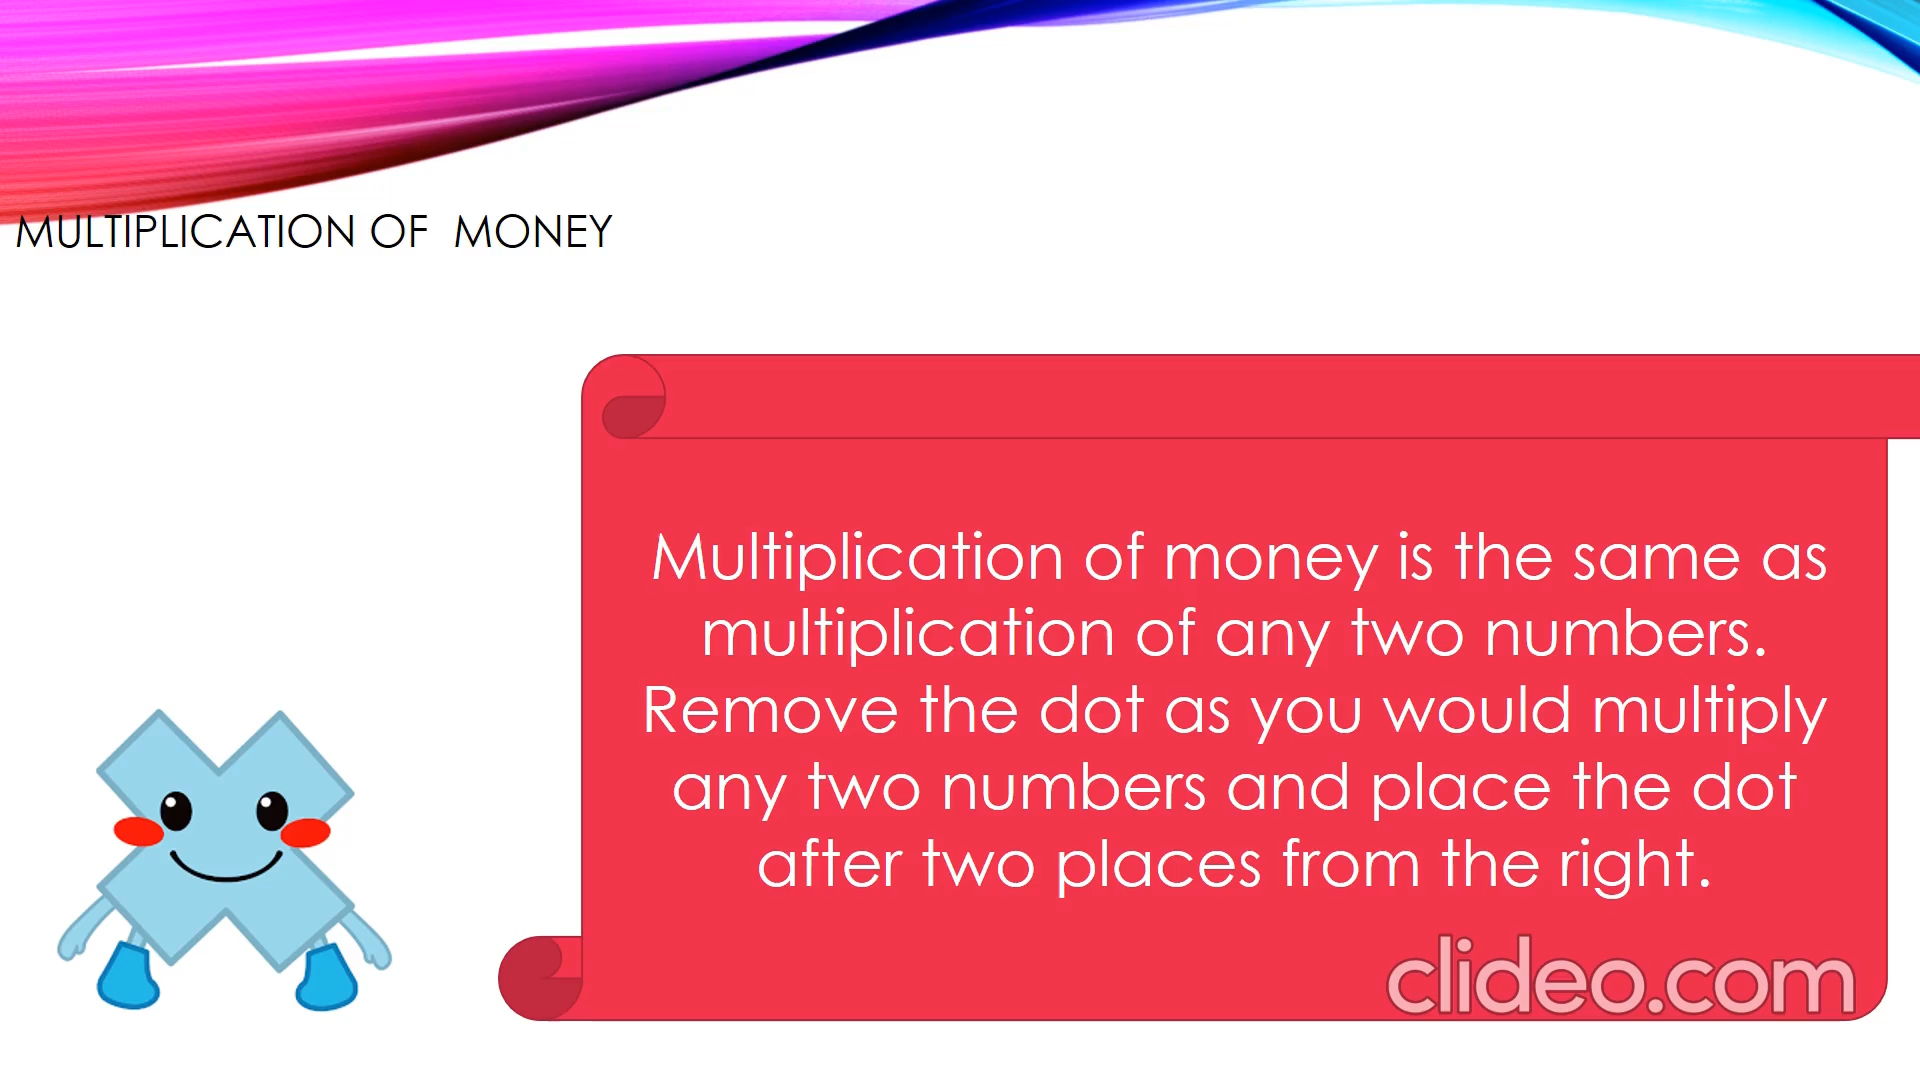 MULTIPLICATION OF MONEY
Multiplication of money is the same as
multiplication of any two numbers.
Remove the dot as you would multiply
any two numbers and place the dot
after two places from the right.
clideo.com